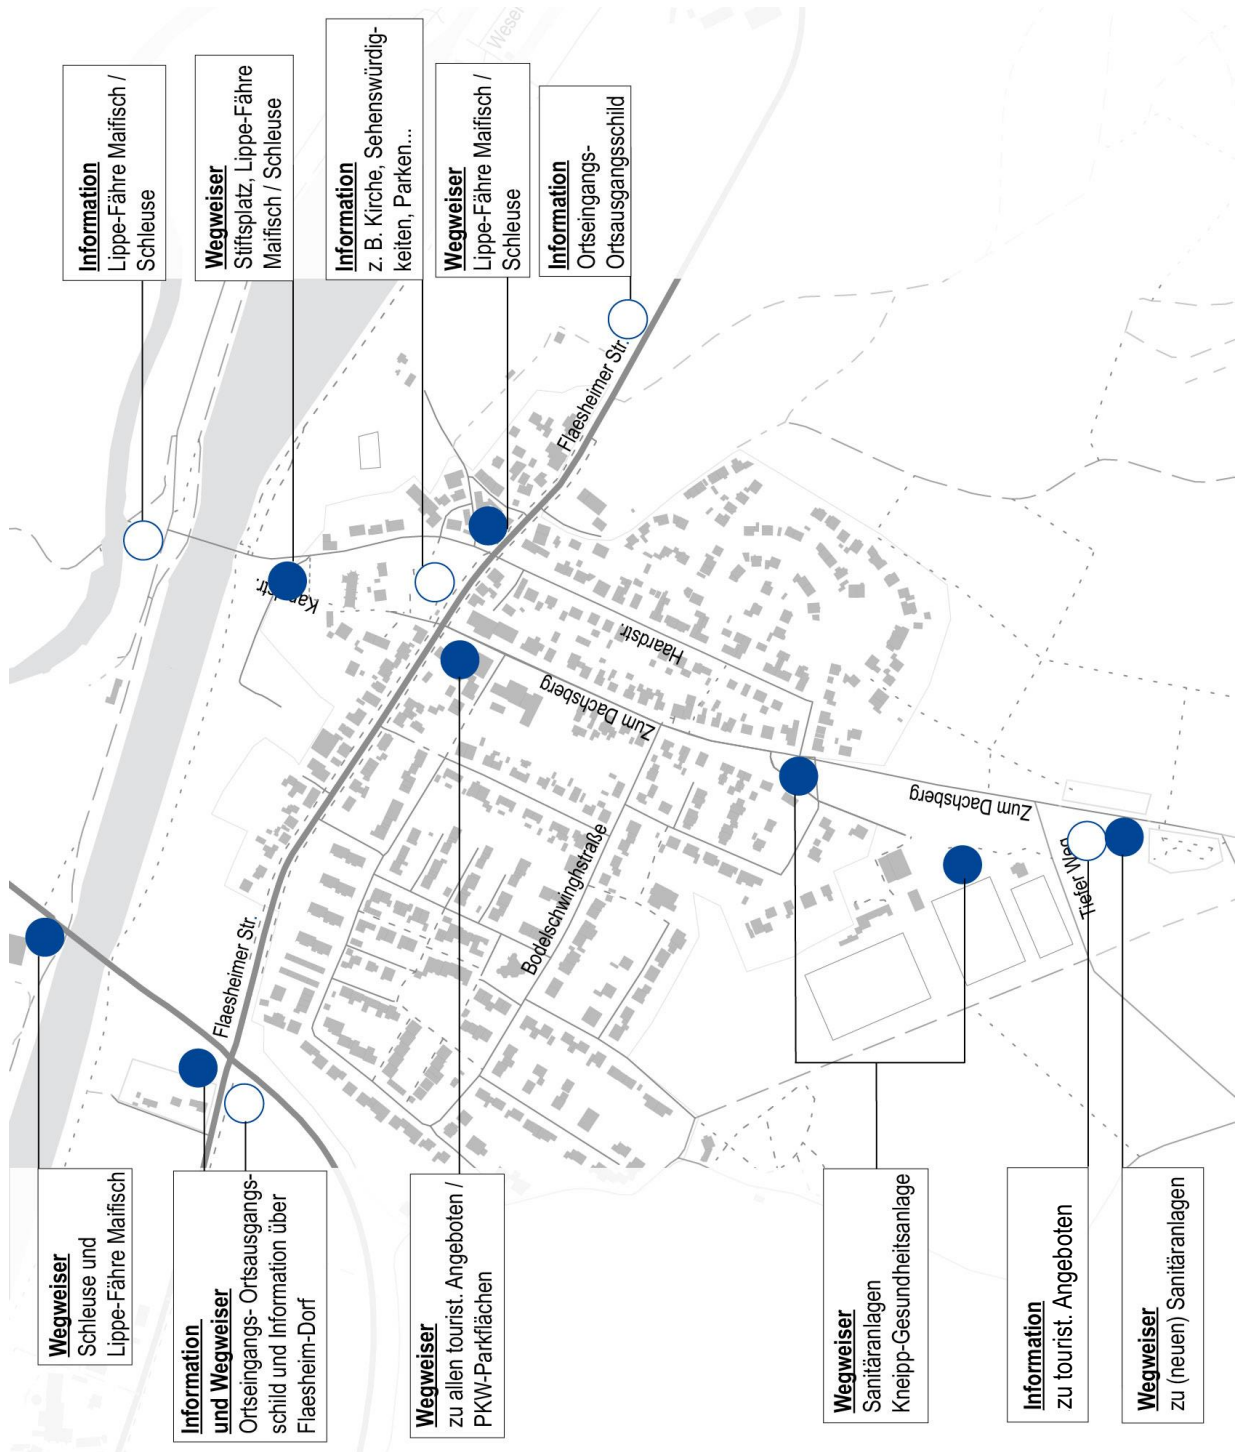 Information
Lippe-Fähre Maifisch /
Schleuse
Wegweiser
Stiftsplatz, Lippe-Fähre
Maifisch / Schleuse
Information
z. B. Kirche, Sehenswürdig-
keiten, Parken...
Wegweiser
Lippe-Fähre Maifisch /
Schleuse
Information
Ortseingangs-
Ortsausgangsschild
Flaesheimer Str.
Haardstr.
Zum Dachsberg
Bodelschwinghstraße
Zum Dachsberg
Tiefer
Flaesheimer Str.
Wegweiser
Schleuse und
Lippe-Fähre Maifisch
Information
und Wegweiser
Ortseingangs- Ortsausgangs-
schild und Information über
Flaesheim-Dorf
Wegweiser
zu allen tourist. Angeboten /
PKW-Parkflächen
Wegweiser
Sanitäranlagen
Kneipp-Gesundheitsanlage
Information
zu tourist. Angeboten
Wegweiser
zu (neuen) Sanitäranlagen